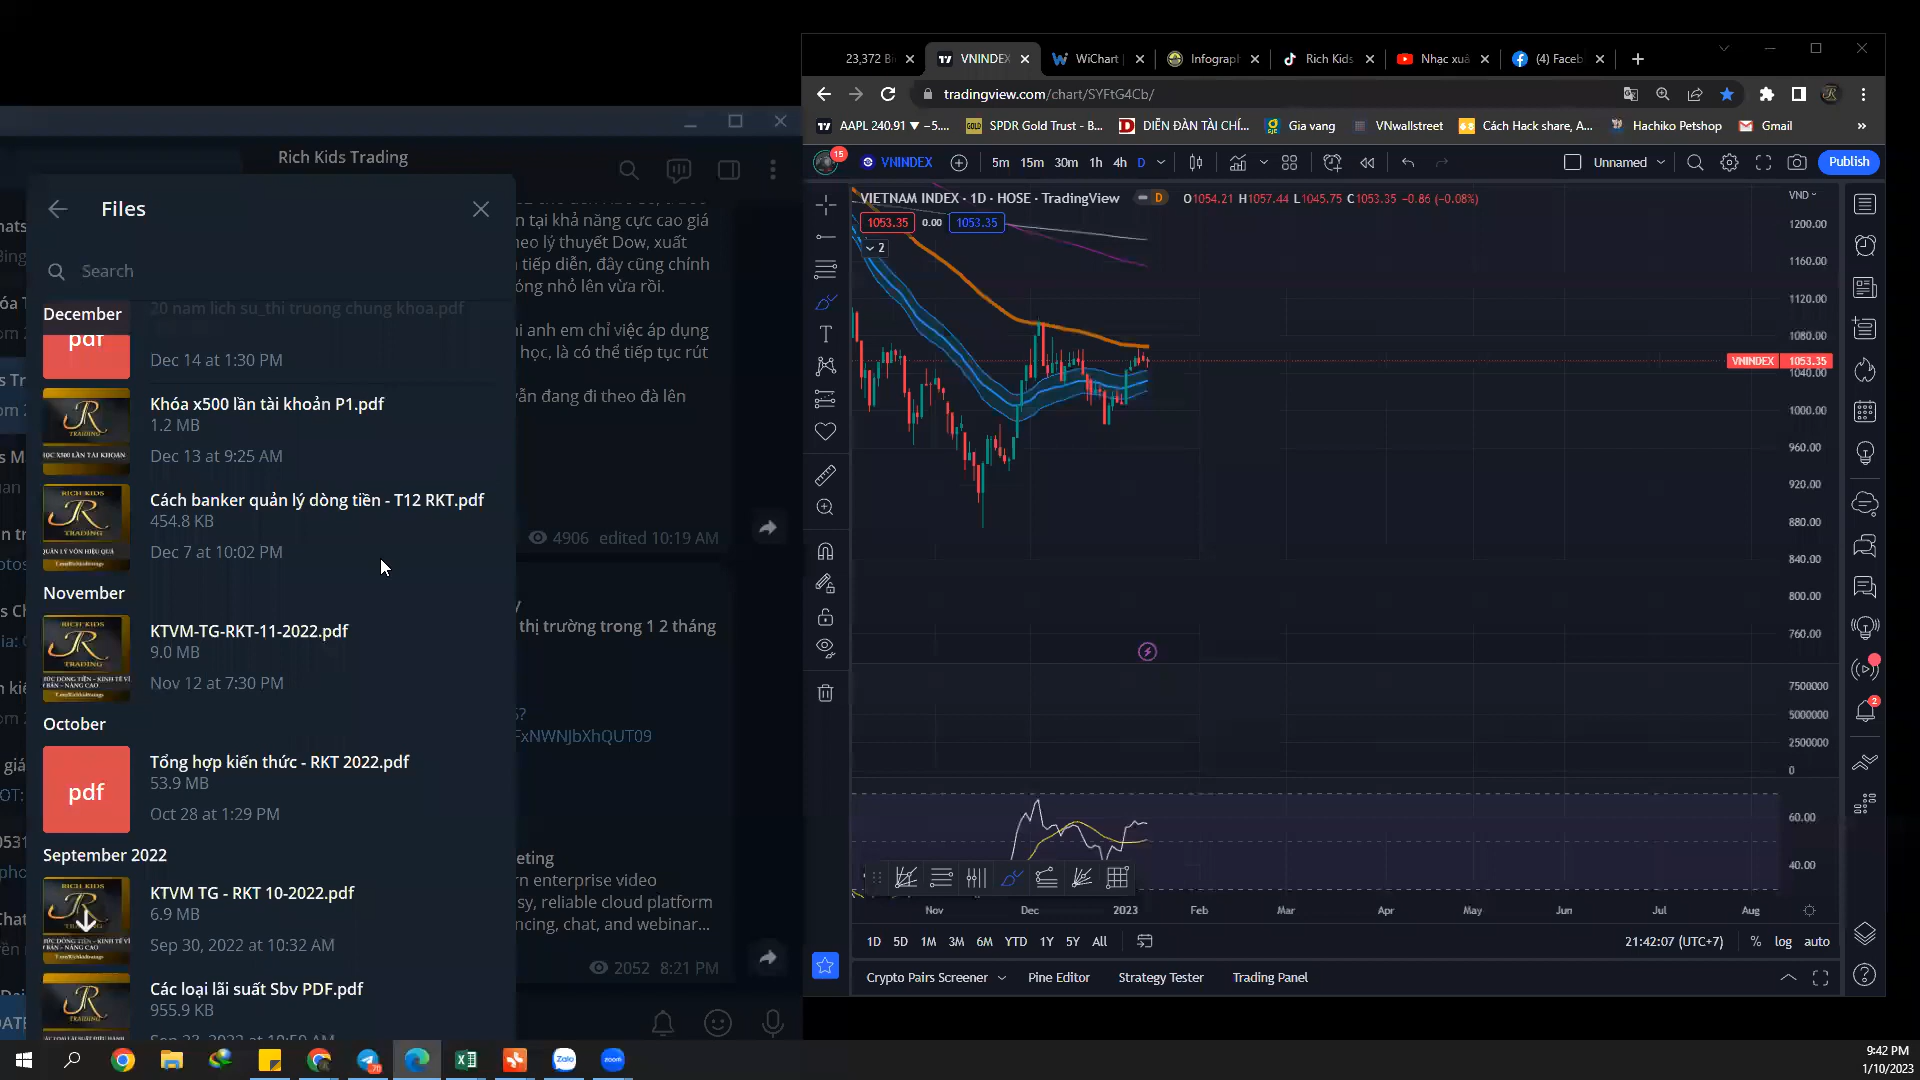 Rich Kids Trading
Files
Search
December
20 nam lich su_thi truong chung khoa.pdf
pdf
Dec 14 at 1:30 PM
Khóa x500 lần tài khoản P1.pdf
1.2 MB
Dec 13 at 9:25 AM
Cách banker quản lý dòng tiền - T12 RKT.pdf
454.8 KB
Dec 7 at 10:02 PM
November
KTVM-TG-RKT-11-2022.pdf
9.0 MB
Nov 12 at 7:30 PM
October
pdf
Tổng hợp kiến thức - RKT 2022.pdf
53.9 MB
Oct 28 at 1:29 PM
September 2022
KTVM TG - RKT 10-2022.pdf
6.9 MB
Sep 30, 2022 at 10:32 AM
Các loại lãi suất Sbv PDF.pdf
955.9 KB
tại khả năng cực cao giá
heo lý thuyết Dow, xuất
tiếp diễn, đây cũng chính
óng nhỏ lên vừa rồi.
anh em chỉ việc áp dụng
học, là có thể tiếp tục rút
ẫn đang đi theo đà lên
4906 edited 10:19 AM
thị trường trong 1 2 tháng
FxNWNJbXhQUT09
eting
rn enterprise video
sy, reliable cloud platform
ncing, chat, and webinar...
2052 8:21 PM
23,372 Bi
VNINDEX
WiChart
Infograph
Rich Kids
Nhạc xuâ
(4) Faceb
tradingview.com/chart/SYFtG4Cb/
AAPL 240.91 ▼ −5....
SPDR Gold Trust - B...
DIỄN ĐÀN TÀI CHÍ...
Gia vang
VNwallstreet
Cách Hack share, A...
Hachiko Petshop
Gmail
»
15
VNINDEX
5m 15m 30m 1h 4h D
Unnamed
Publish
VIETNAM INDEX · 1D · HOSE · TradingView
D
O1054.21 H1057.44 L1045.75 C1053.35 −0.86 (−0.08%)
VND
1053.35 0.00 1053.35
2
1200.00
1160.00
1120.00
1080.00
VNINDEX 1053.35
1040.00
1000.00
960.00
920.00
880.00
840.00
800.00
760.00
7500000
5000000
2500000
0
60.00
40.00
2
Nov Dec 2023 Feb Mar Apr May Jun Jul Aug
1D 5D 1M 3M 6M YTD 1Y 5Y All
21:42:07 (UTC+7) % log auto
Crypto Pairs Screener Pine Editor Strategy Tester Trading Panel
9:42 PM
1/10/2023